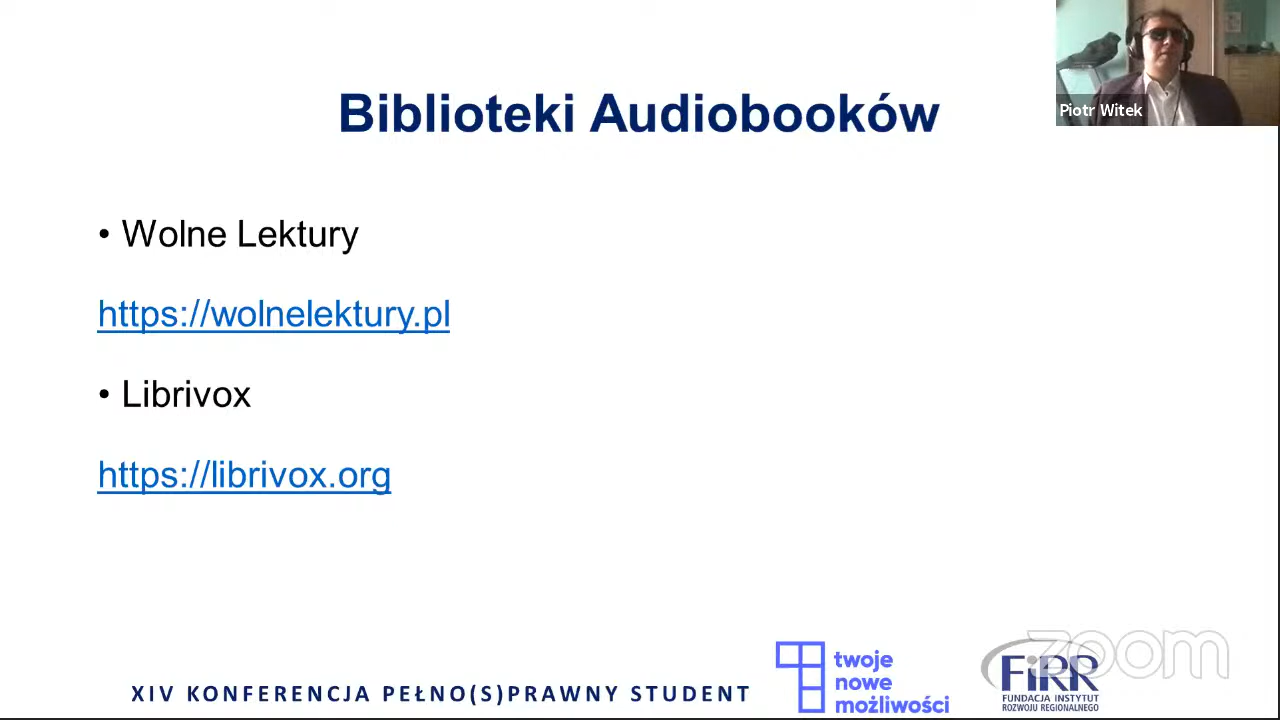 Biblioteki Audiobooków
Piotr Witek
• Wolne Lektury
https://wolnelektury.pl
• Librivox
https://librivox.org
XIV KONFERENCJA PEŁNO(S)PRAWNY STUDENT
twoje
nowe
możliwości
FiRR
FUNDACJA INSTYTUT
ROZWOJU REGIONALNEGO
zoom